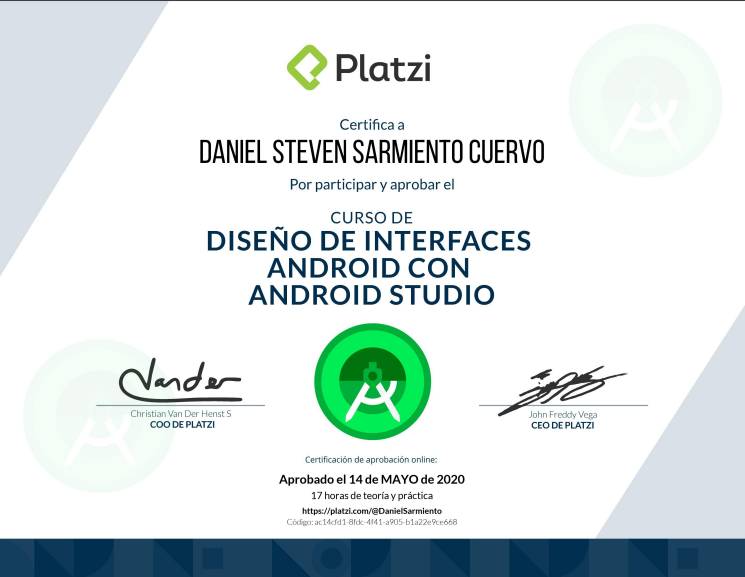 Platzi
Certifica a
DANIEL STEVEN SARMIENTO CUERVO
Por participar y aprobar el
CURSO DE
DISEÑO DE INTERFACES
ANDROID CON
ANDROID STUDIO
Vander
Christian Van Der Henst S
COO DE PLATZI
John Freddy Vega
CEO DE PLATZI
Certificación de aprobación online:
Aprobado el 14 de MAYO de 2020
17 horas de teoría y práctica
https://platzi.com/@DanielSarmiento
Código: ac14cfd1-8fdc-4f41-a905-b1a22e9ce668